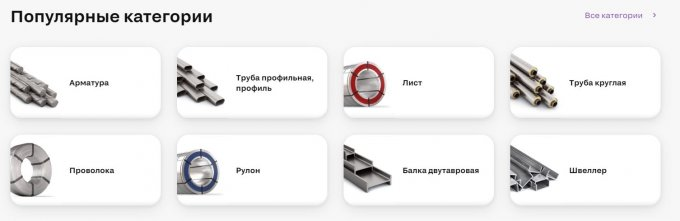 Популярные категории
Все категории
Арматура
Труба профильная,
профиль
Лист
Труба круглая
Проволока
Рулон
Балка двутавровая
Швеллер